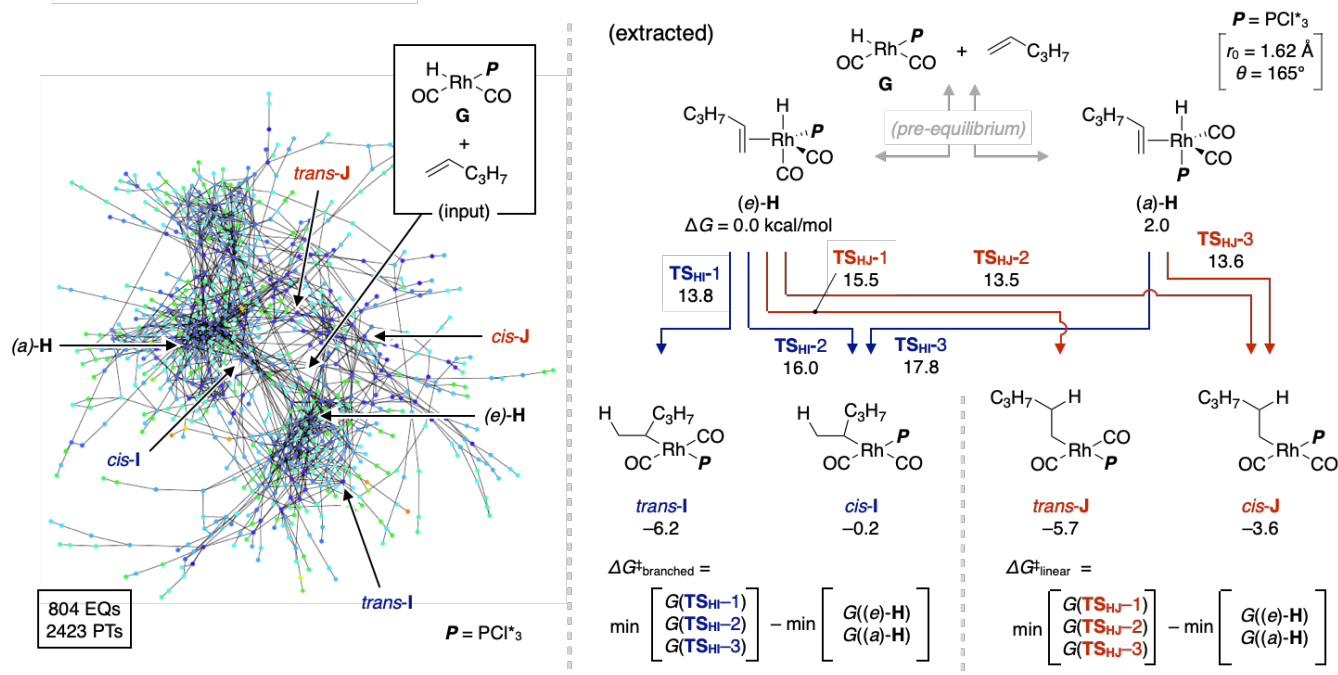 H
P
Rh
OC
CO
G
+
C3H7
(input)
trans-J
cis-J
(a)-H
(e)-H
cis-I
trans-I
804 EQs
2423 PTs
P = PCl*3
(extracted)
H
P
Rh
OC
CO
G
+
C3H7
P = PCl*3
r0 = 1.62 Å
θ = 165°
(pre-equilibrium)
C3H7
H
Rh
P
CO
CO
(e)-H
ΔG = 0.0 kcal/mol
C3H7
H
Rh
CO
CO
P
(a)-H
2.0
TSHI-1
13.8
TSHJ-1
15.5
TSHJ-2
13.5
TSHJ-3
13.6
TSHI-2
16.0
TSHI-3
17.8
H
C3H7
CO
Rh
OC
P
trans-I
–6.2
H
C3H7
P
Rh
OC
CO
cis-I
–0.2
C3H7
H
CO
Rh
OC
P
trans-J
–5.7
C3H7
H
P
Rh
OC
CO
cis-J
–3.6
ΔG‡branched =
min
G(TSHI–1)
G(TSHI–2)
G(TSHI–3)
– min
G((e)-H)
G((a)-H)
ΔG‡linear =
min
G(TSHJ–1)
G(TSHJ–2)
G(TSHJ–3)
– min
G((e)-H)
G((a)-H)